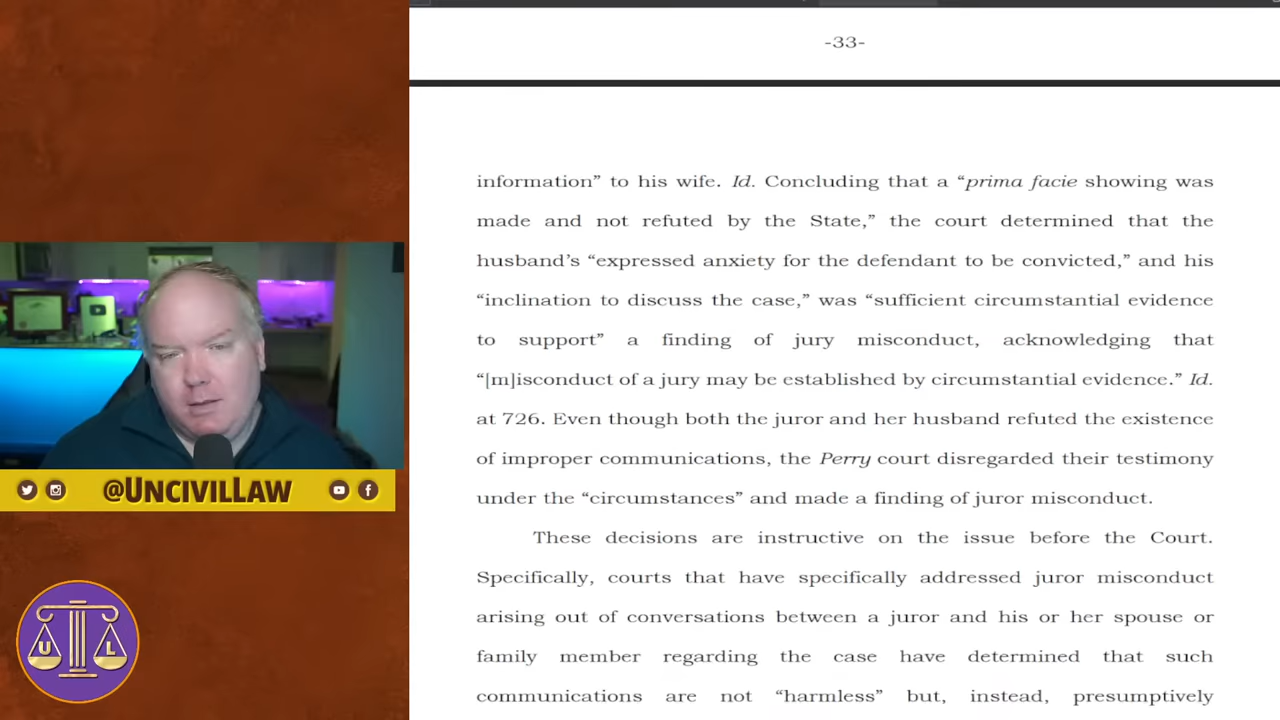 -33-
information” to his wife. Id. Concluding that a “prima facie showing was
made and not refuted by the State,” the court determined that the
husband’s “expressed anxiety for the defendant to be convicted,” and his
“inclination to discuss the case,” was “sufficient circumstantial evidence
to support” a finding of jury misconduct, acknowledging that
“[m]isconduct of a jury may be established by circumstantial evidence.” Id.
at 726. Even though both the juror and her husband refuted the existence
of improper communications, the Perry court disregarded their testimony
under the “circumstances” and made a finding of juror misconduct.
These decisions are instructive on the issue before the Court.
Specifically, courts that have specifically addressed juror misconduct
arising out of conversations between a juror and his or her spouse or
family member regarding the case have determined that such
communications are not “harmless” but, instead, presumptively
@UNCIVILLAW
U L